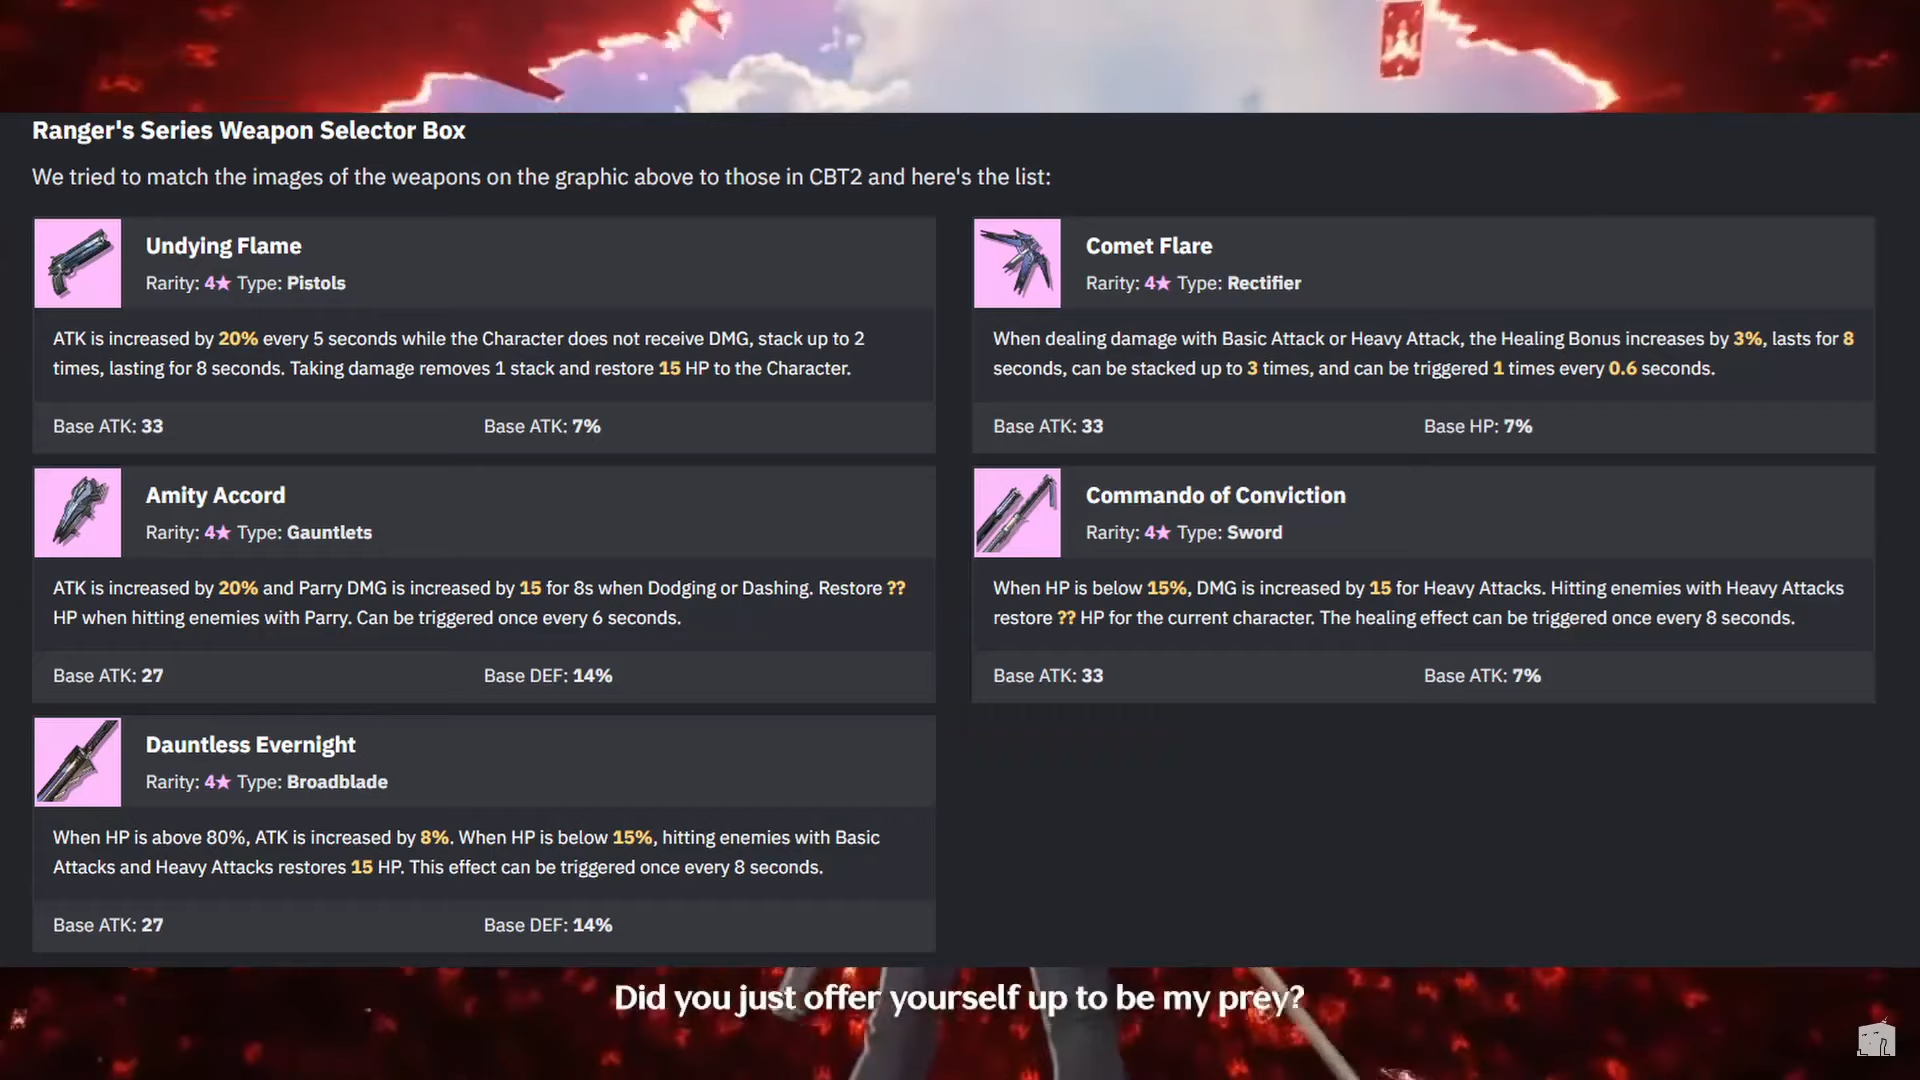 Ranger's Series Weapon Selector Box
We tried to match the images of the weapons on the graphic above to those in CBT2 and here's the list:
Undying Flame
Rarity: 4★ Type: Pistols
ATK is increased by 20% every 5 seconds while the Character does not receive DMG, stack up to 2
times, lasting for 8 seconds. Taking damage removes 1 stack and restore 15 HP to the Character.
Base ATK: 33
Base ATK: 7%
Comet Flare
Rarity: 4★ Type: Rectifier
When dealing damage with Basic Attack or Heavy Attack, the Healing Bonus increases by 3%, lasts for 8
seconds, can be stacked up to 3 times, and can be triggered 1 times every 0.6 seconds.
Base ATK: 33
Base HP: 7%
Amity Accord
Rarity: 4★ Type: Gauntlets
ATK is increased by 20% and Parry DMG is increased by 15 for 8s when Dodging or Dashing. Restore ??
HP when hitting enemies with Parry. Can be triggered once every 6 seconds.
Base ATK: 27
Base DEF: 14%
Commando of Conviction
Rarity: 4★ Type: Sword
When HP is below 15%, DMG is increased by 15 for Heavy Attacks. Hitting enemies with Heavy Attacks
restore ?? HP for the current character. The healing effect can be triggered once every 8 seconds.
Base ATK: 33
Base ATK: 7%
Dauntless Evernight
Rarity: 4★ Type: Broadblade
When HP is above 80%, ATK is increased by 8%. When HP is below 15%, hitting enemies with Basic
Attacks and Heavy Attacks restores 15 HP. This effect can be triggered once every 8 seconds.
Base ATK: 27
Base DEF: 14%
Did you just offer yourself up to be my prey?